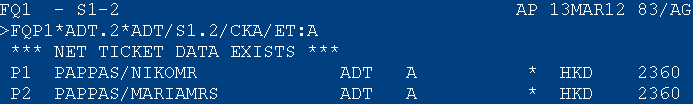 FQ1 - S1-2 AP 13MAR12 83/AG
>FQP1*ADT.2*ADT/S1.2/CKA/ET:A
*** NET TICKET DATA EXISTS ***
P1 PAPPAS/NIKOMR ADT A * HKD 2360
P2 PAPPAS/MARIAMRS ADT A * HKD 2360